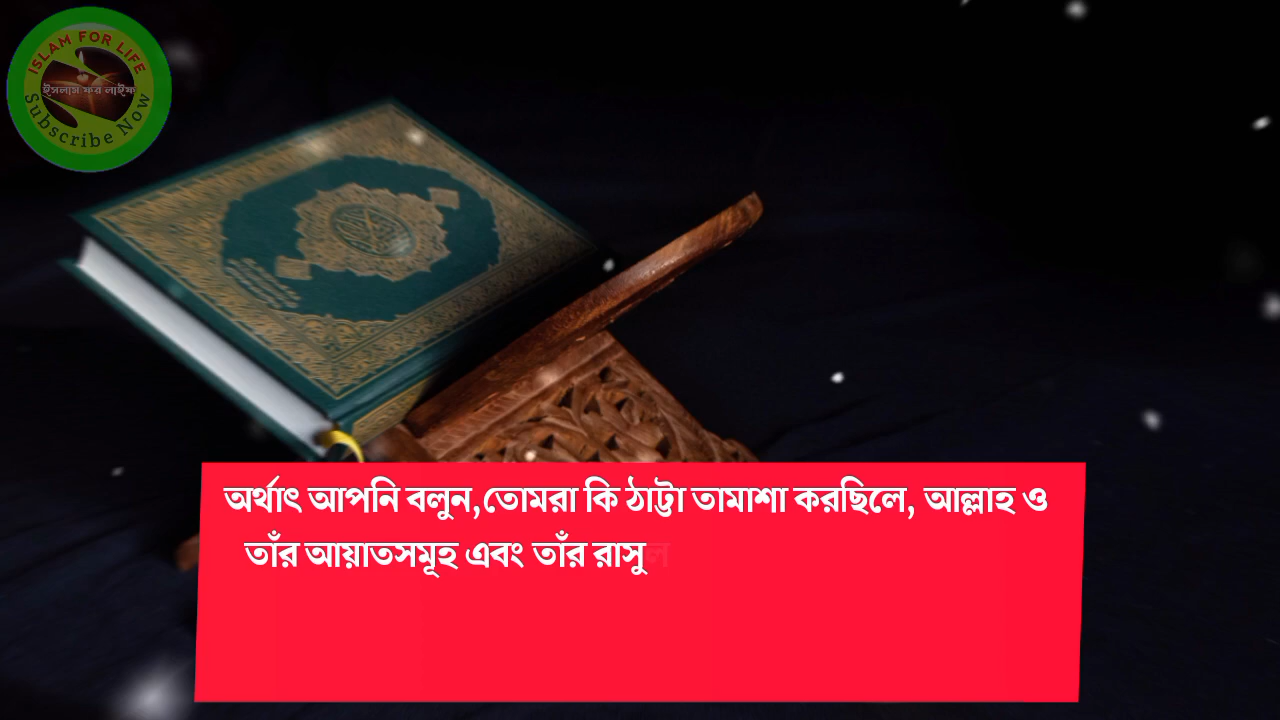 ISLAM FOR LIFE
ইসলাম ফর লাইফ
Subscribe Now
অর্থাৎ আপনি বলুন,তোমরা কি ঠাট্টা তামাশা করছিলে, আল্লাহ ও
তাঁর আয়াতসমূহ এবং তাঁর রাসুল